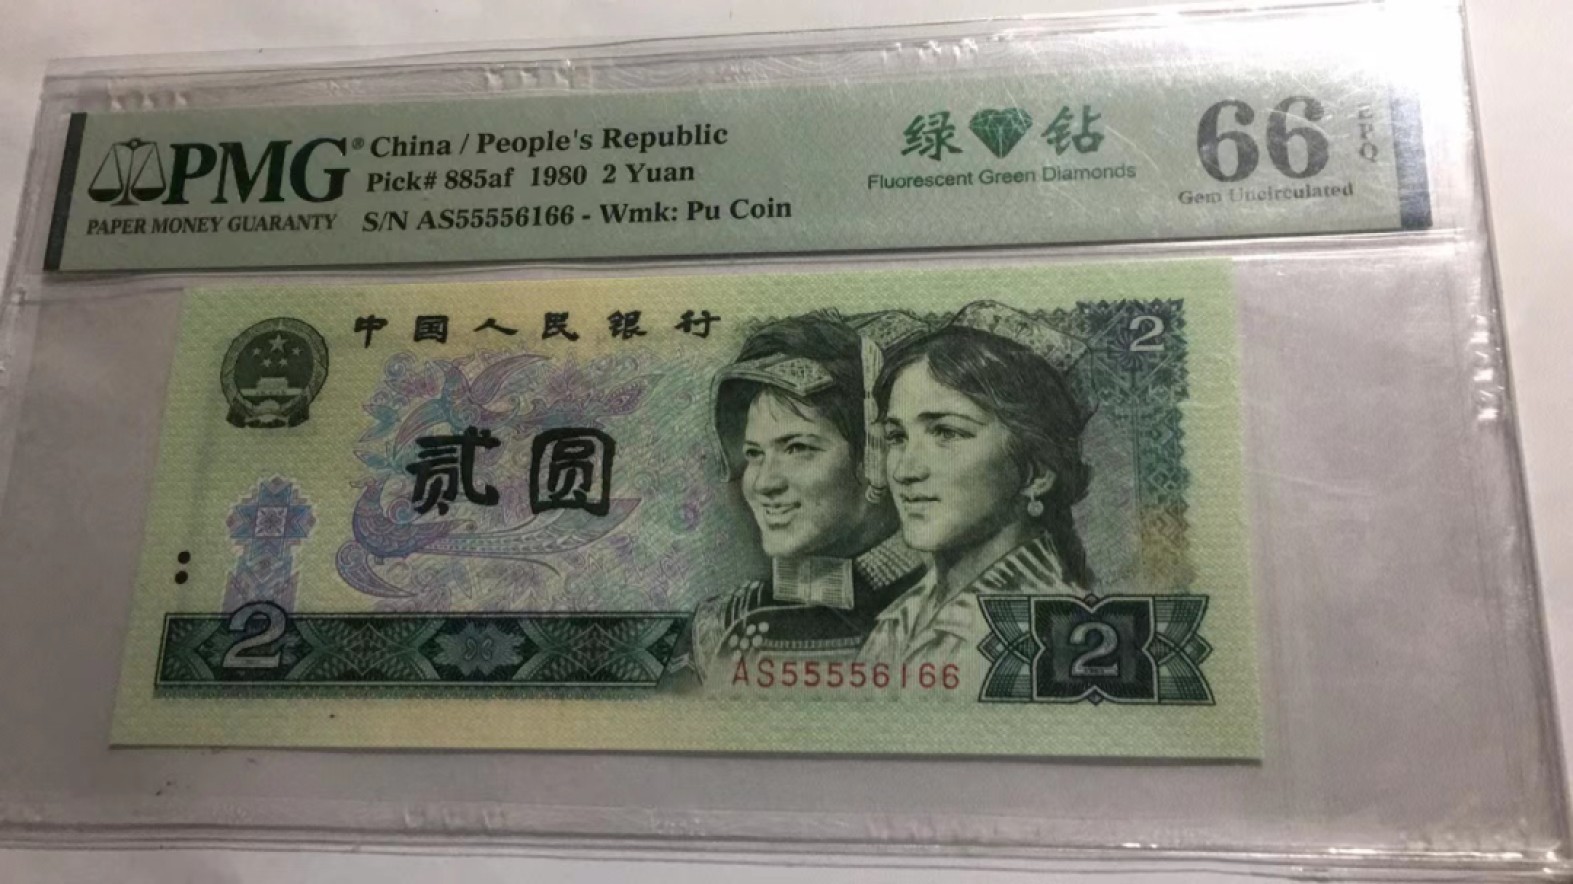 PMG®
PAPER MONEY GUARANTY
China / People's Republic
Pick# 885af 1980 2 Yuan
S/N AS55556166 - Wmk: Pu Coin
绿 钻
Fluorescent Green Diamonds
66 EPQ
Gem Uncirculated
中国人民银行
2
贰圆
2
2
AS55556166